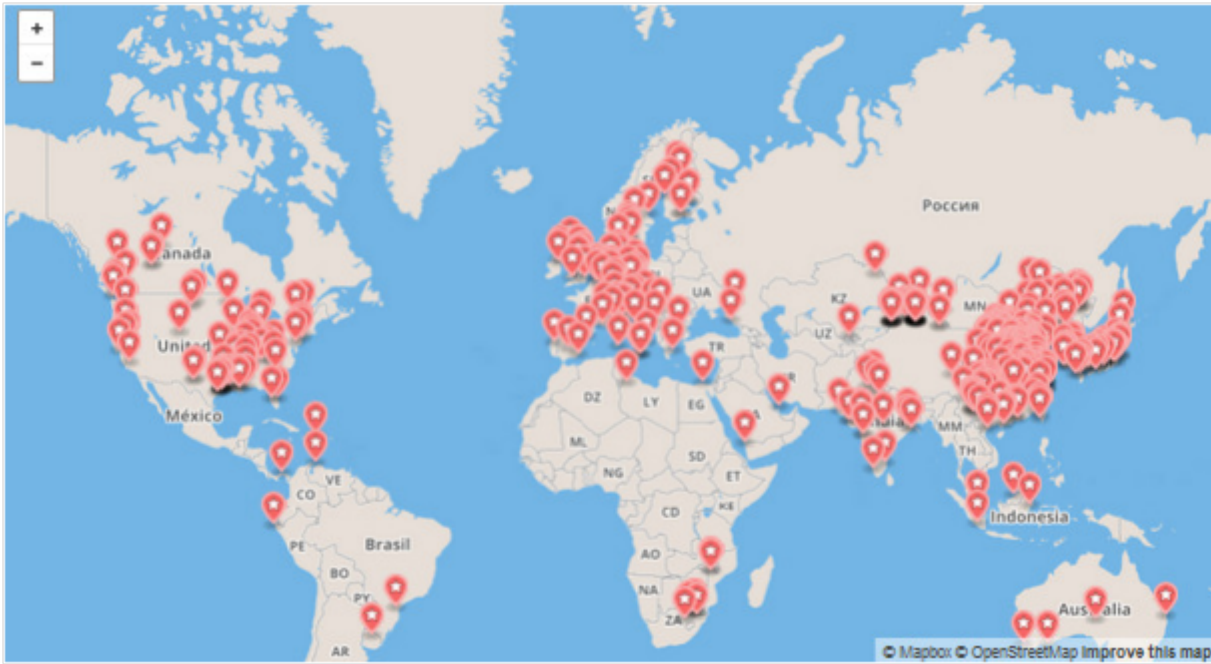 +
−
Россия
anada
UA
KZ
MN
UZ
United
TR
México
DZ
LY
EG
ML
NG
SD
ET
MM
TH
VE
CO
CD
KE
Indonesia
Brasil
PE
AO
BO
NA
PY
ZA
Australia
AR
© Mapbox © OpenStreetMap Improve this map